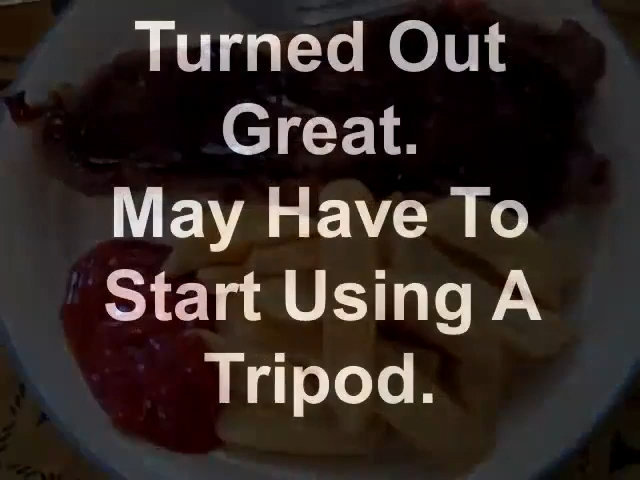 Turned Out
Great.
May Have To
Start Using A
Tripod.